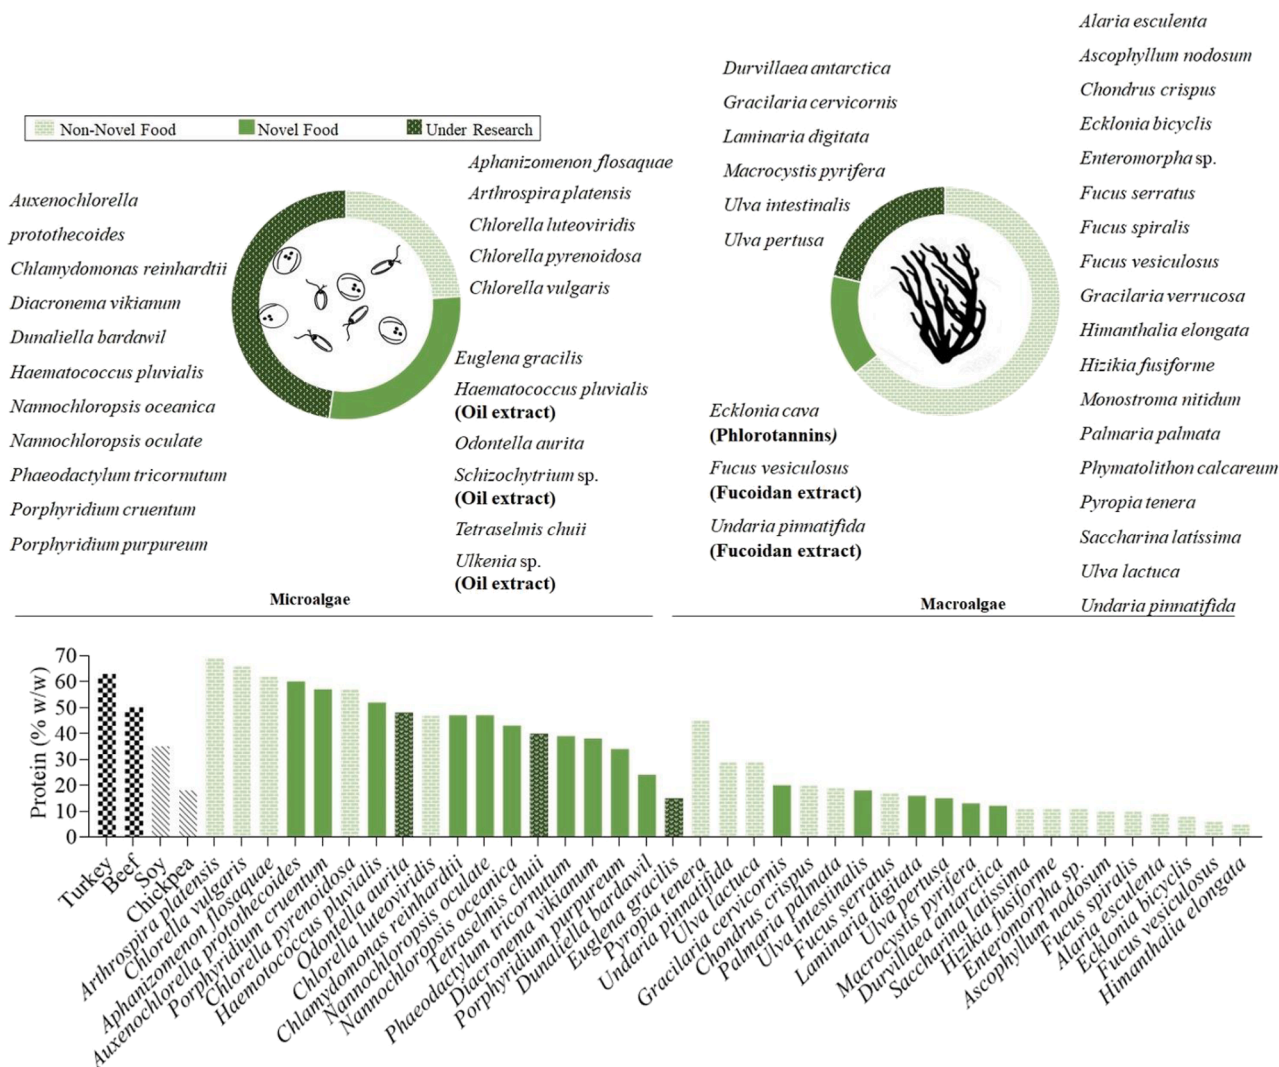 Non-Novel Food
Novel Food
Under Research
Auxenochlorella
protothecoides
Chlamydomonas reinhardtii
Diacronema vikianum
Dunaliella bardawil
Haematococcus pluvialis
Nannochloropsis oceanica
Nannochloropsis oculate
Phaeodactylum tricornutum
Porphyridium cruentum
Porphyridium purpureum
Aphanizomenon flosaquae
Arthrospira platensis
Chlorella luteoviridis
Chlorella pyrenoidosa
Chlorella vulgaris
Euglena gracilis
Haematococcus pluvialis
(Oil extract)
Odontella aurita
Schizochytrium sp.
(Oil extract)
Tetraselmis chuii
Ulkenia sp.
(Oil extract)
Microalgae
Durvillaea antarctica
Gracilaria cervicornis
Laminaria digitata
Macrocystis pyrifera
Ulva intestinalis
Ulva pertusa
Ecklonia cava
(Phlorotannins)
Fucus vesiculosus
(Fucoidan extract)
Undaria pinnatifida
(Fucoidan extract)
Alaria esculenta
Ascophyllum nodosum
Chondrus crispus
Ecklonia bicyclis
Enteromorpha sp.
Fucus serratus
Fucus spiralis
Fucus vesiculosus
Gracilaria verrucosa
Himanthalia elongata
Hizikia fusiforme
Monostroma nitidum
Palmaria palmata
Phymatolithon calcareum
Pyropia tenera
Saccharina latissima
Ulva lactuca
Undaria pinnatifida
Macroalgae
Protein (% w/w)
70
60
50
40
30
20
10
0
Turkey
Beef
Soy
Chickpea
Arthrospira platensis
Chlorella vulgaris
Aphanizomenon flosaquae
Auxenochlorella protothecoides
Porphyridium cruentum
Chlorella pyrenoidosa
Haemotococcus pluvialis
Odontella aurita
Chlorella luteoviridis
Chlamydomonas reinhardtii
Nannochloropsis oculate
Nannochloropsis oceanica
Tetraselmis chuii
Phaeodactylum tricornutum
Diacronema vikianum
Porphyridium purpureum
Dunaliella bardawil
Euglena gracilis
Pyropia tenera
Undaria pinnatifida
Ulva lactuca
Gracilaria cervicornis
Chondrus crispus
Palmaria palmata
Ulva intestinalis
Fucus serratus
Laminaria digitata
Ulva pertusa
Macrocystis pyrifera
Durvillaea antarctica
Saccharina latissima
Hizikia fusiforme
Enteromorpha sp.
Ascophyllum nodosum
Fucus spiralis
Alaria esculenta
Ecklonia bicyclis
Fucus vesiculosus
Himanthalia elongata